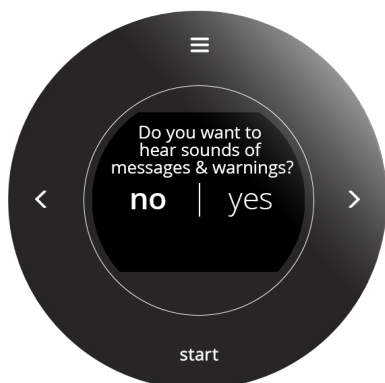 Do you want to
hear sounds of
messages & warnings?
no | yes
start